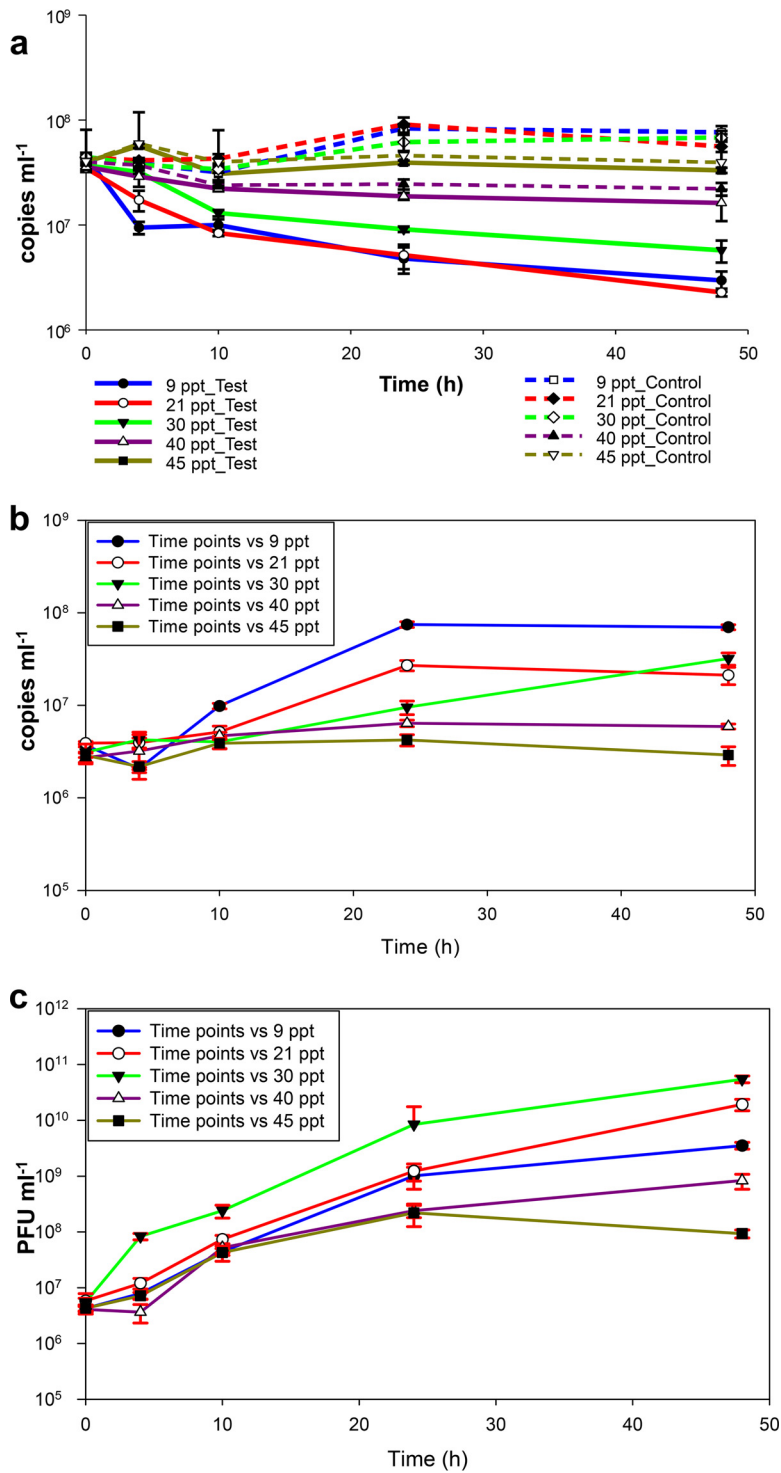 a
copies ml⁻¹
10⁹
10⁸
10⁷
10⁶
0 10 20 30 40 50
Time (h)
9 ppt_Test
21 ppt_Test
30 ppt_Test
40 ppt_Test
45 ppt_Test
9 ppt_Control
21 ppt_Control
30 ppt_Control
40 ppt_Control
45 ppt_Control
b
copies ml⁻¹
10⁹
10⁸
10⁷
10⁶
10⁵
Time points vs 9 ppt
Time points vs 21 ppt
Time points vs 30 ppt
Time points vs 40 ppt
Time points vs 45 ppt
0 10 20 30 40 50
Time (h)
c
PFU ml⁻¹
10¹²
10¹¹
10¹⁰
10⁹
10⁸
10⁷
10⁶
10⁵
Time points vs 9 ppt
Time points vs 21 ppt
Time points vs 30 ppt
Time points vs 40 ppt
Time points vs 45 ppt
0 10 20 30 40 50
Time (h)